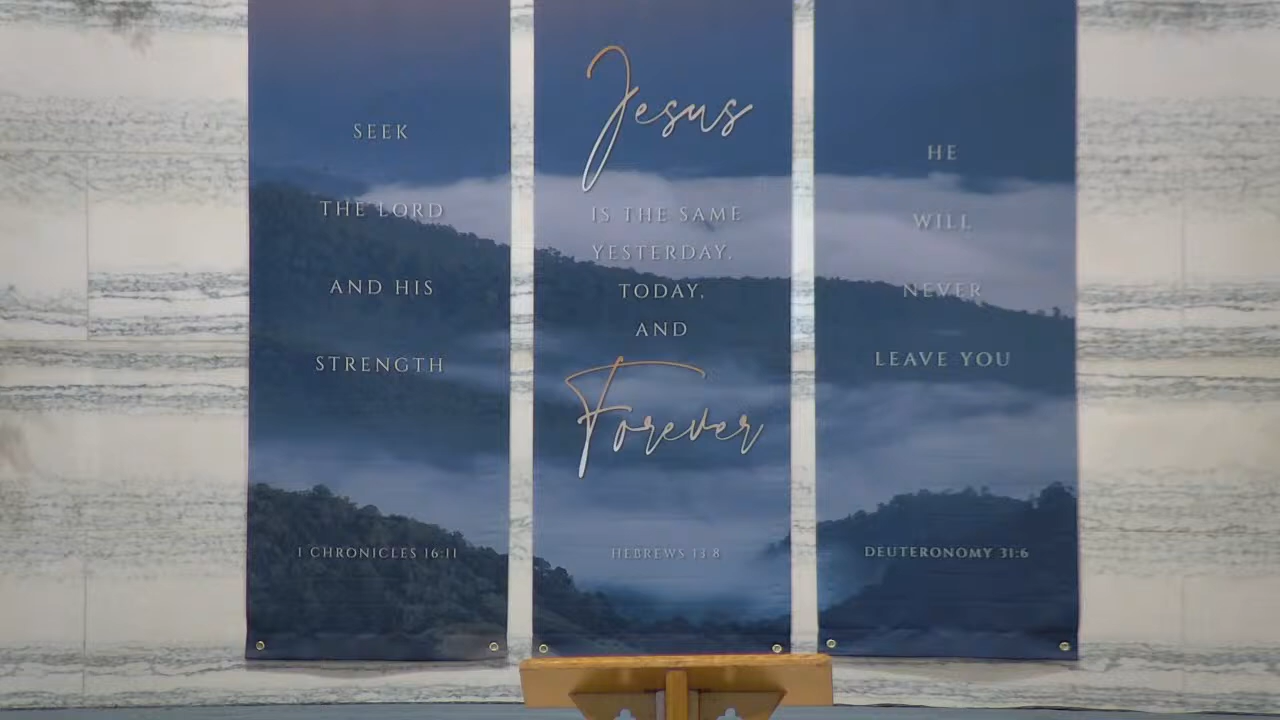 SEEK
THE LORD
AND HIS
STRENGTH
1 CHRONICLES 16:11
Jesus
IS THE SAME
YESTERDAY,
TODAY,
AND
Forever
HEBREWS 13:8
HE
WILL
NEVER
LEAVE YOU
DEUTERONOMY 31:6